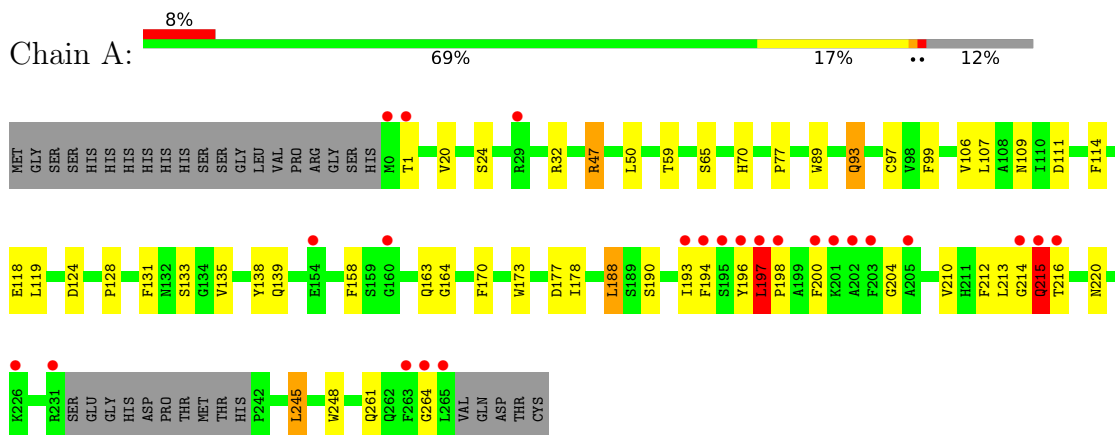 8%
Chain A:
69% 17% •• 12%
MET GLY SER SER HIS HIS HIS HIS HIS HIS SER SER GLY LEU VAL PRO ARG GLY SER HIS M0 T1 V20 S24 R29 R32 R47 L50 T59 S65 H70 P77 W89 Q93 C97 V98 F99 V106 L107 A108 N109 I110 D111 F114
E118 L119 D124 P128 F131 N132 S133 G134 V135 Y138 Q139 E154 F158 S159 G160 Q163 G164 F170 W173 D177 I178 L188 S189 S190 I193 F194 S195 Y196 L197 P198 A199 F200 K201 A202 F203 G204 A205 V210 H211 F212 L213 G214 Q215 T216 N220
K226 R231 SER GLU GLY HIS ASP PRO THR MET THR HIS P242 L245 W248 Q261 Q262 F263 G264 L265 VAL GLN ASP THR CYS